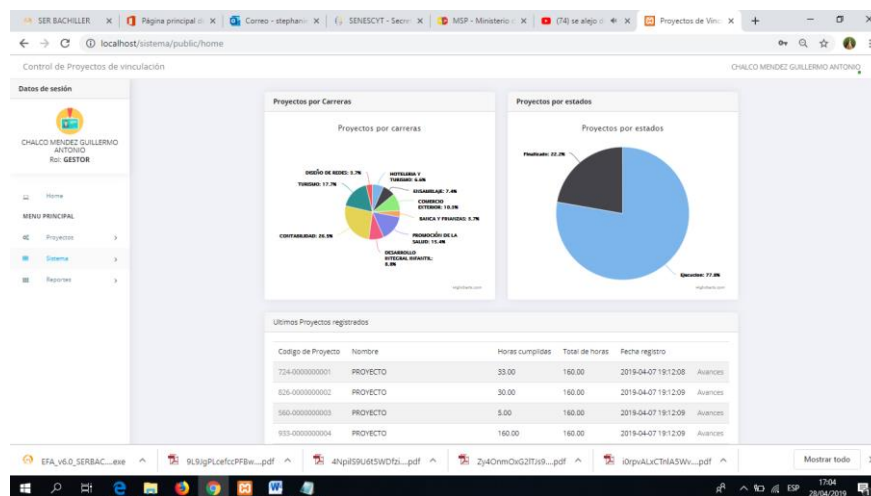 SER BACHILLER
Página principal d
Correo - stephani
SENESCYT - Secre
MSP - Ministerio
(74) se alejo d
Proyectos de Vinc
localhost/sistema/public/home
Control de Proyectos de vinculación
CHALCO MENDEZ GUILLERMO ANTONIO
Datos de sesión
CHALCO MENDEZ GUILLERMO
ANTONIO
Rol: GESTOR
Home
MENU PRINCIPAL
Proyectos
Sistema
Reportes
Proyectos por Carreras
Proyectos por carreras
DISEÑO DE REDES: 3.7%
HOTELERIA Y
TURISMO: 6.6%
TURISMO: 17.7%
ENSAMBLAJE: 7.4%
COMERCIO
EXTERIOR: 10.3%
BANCA Y FINANZAS: 3.7%
CONTABILIDAD: 26.5%
PROMOCIÓN DE LA
SALUD: 15.4%
DESARROLLO
INTEGRAL INFANTIL:
8.8%
Highcharts.com
Proyectos por estados
Proyectos por estados
Finalizado: 22.2%
Ejecucion: 77.8%
Highcharts.com
Ultimos Proyectos registrados
Codigo de Proyecto Nombre Horas cumplidas Total de horas Fecha registro
724-0000000001 PROYECTO 33.00 160.00 2019-04-07 19:12:08 Avances
826-0000000002 PROYECTO 30.00 160.00 2019-04-07 19:12:09 Avances
560-0000000003 PROYECTO 5.00 160.00 2019-04-07 19:12:09 Avances
933-0000000004 PROYECTO 160.00 160.00 2019-04-07 19:12:09 Avances
EFA_v6.0_SERBAC....exe
9L9JgPLcefccPFBw....pdf
4NpilS9U6t5WDfzi....pdf
Zy4OnmOxG2lTJs9....pdf
i0rpvALxCTnlA5Wv....pdf
Mostrar todo
ESP
17:04
28/04/2019